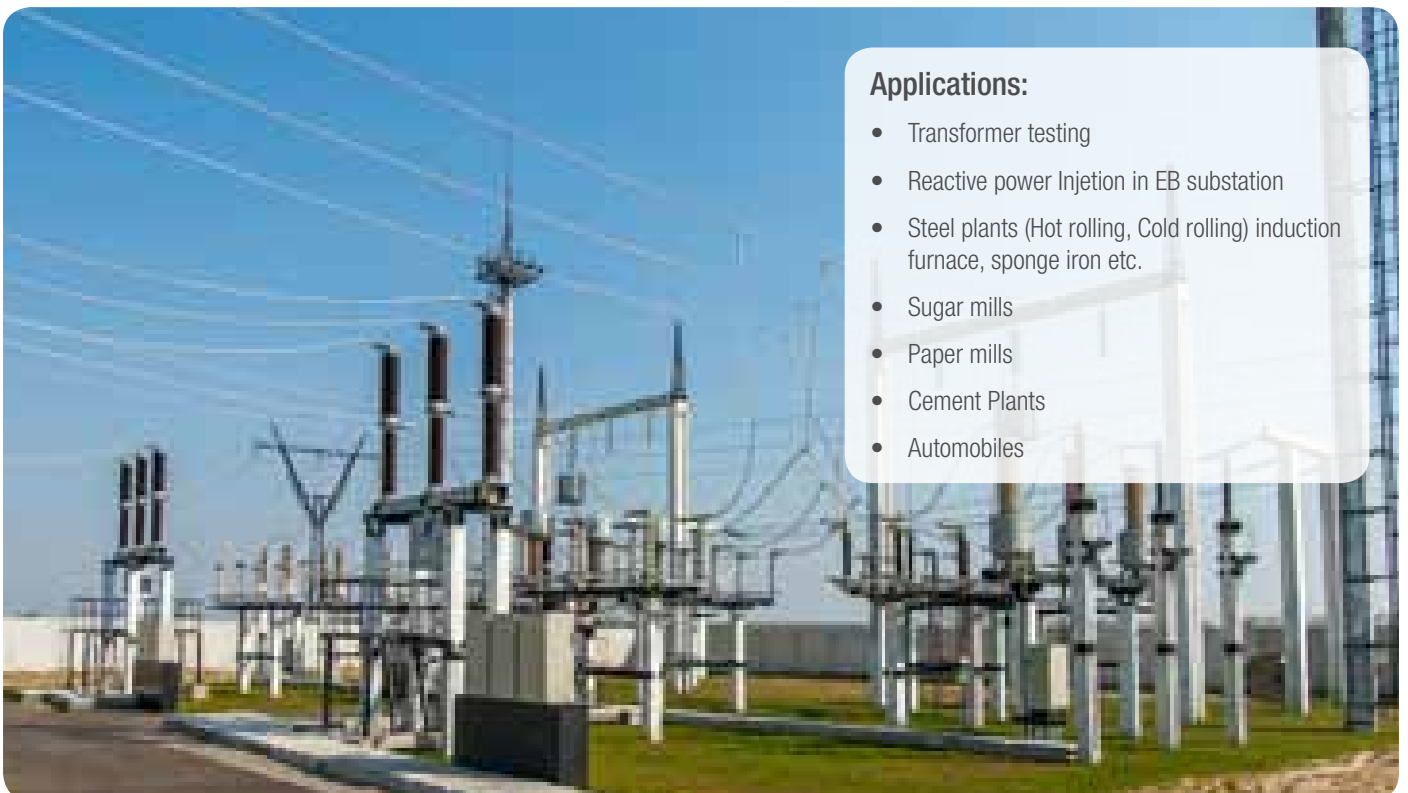 Applications:
• Transformer testing
• Reactive power Injetion in EB substation
• Steel plants (Hot rolling, Cold rolling) induction
furnace, sponge iron etc.
• Sugar mills
• Paper mills
• Cement Plants
• Automobiles